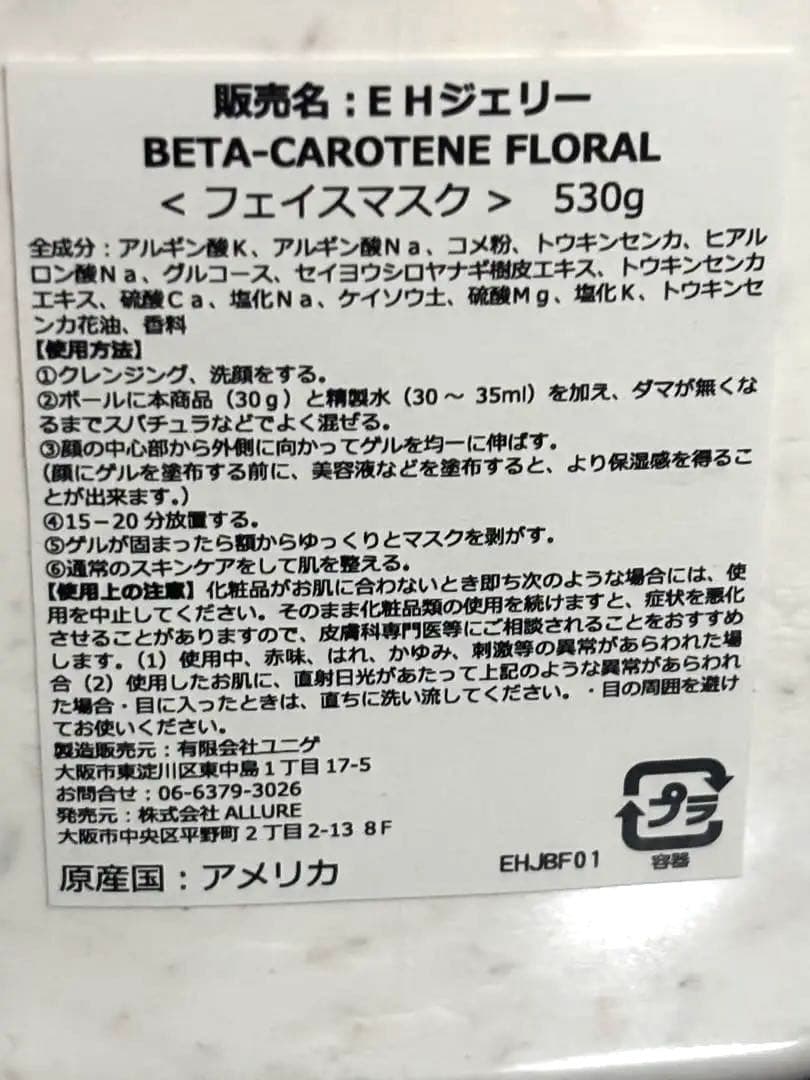 販売名：ＥＨジェリー
BETA-CAROTENE FLORAL
＜フェイスマスク＞ 530g
全成分：アルギン酸Ｋ、アルギン酸Ｎａ、コメ粉、トウキンセンカ、ヒアル
ロン酸Ｎａ、グルコース、セイヨウシロヤナギ樹皮エキス、トウキンセンカ
エキス、硫酸Ｃａ、塩化Ｎａ、ケイソウ土、硫酸Ｍｇ、塩化Ｋ、トウキンセ
ンカ花油、香料
【使用方法】
①クレンジング、洗顔をする。
②ボールに本商品（30ｇ）と精製水（30～35ml）を加え、ダマが無くな
るまでスパチュラなどでよく混ぜる。
③顔の中心部から外側に向かってゲルを均一に伸ばす。
（顔にゲルを塗布する前に、美容液などを塗布すると、より保湿感を得るこ
とが出来ます。）
④15－20分放置する。
⑤ゲルが固まったら額からゆっくりとマスクを剥がす。
⑥通常のスキンケアをして肌を整える。
【使用上の注意】化粧品がお肌に合わないとき即ち次のような場合には、使
用を中止してください。そのまま化粧品類の使用を続けますと、症状を悪化
させることがありますので、皮膚科専門医等にご相談されることをおすすめ
します。（1）使用中、赤味、はれ、かゆみ、刺激等の異常があらわれた場
合（2）使用したお肌に、直射日光があたって上記のような異常があらわれ
た場合・目に入ったときは、直ちに洗い流してください。・目の周囲を避け
てお使いください。
製造販売元：有限会社ユニゲ
大阪市東淀川区東中島１丁目17-5
お問合せ：06-6379-3026
発売元：株式会社 ALLURE
大阪市中央区平野町２丁目2-13 ８F
原産国：アメリカ
EHJBF01
プラ
容器